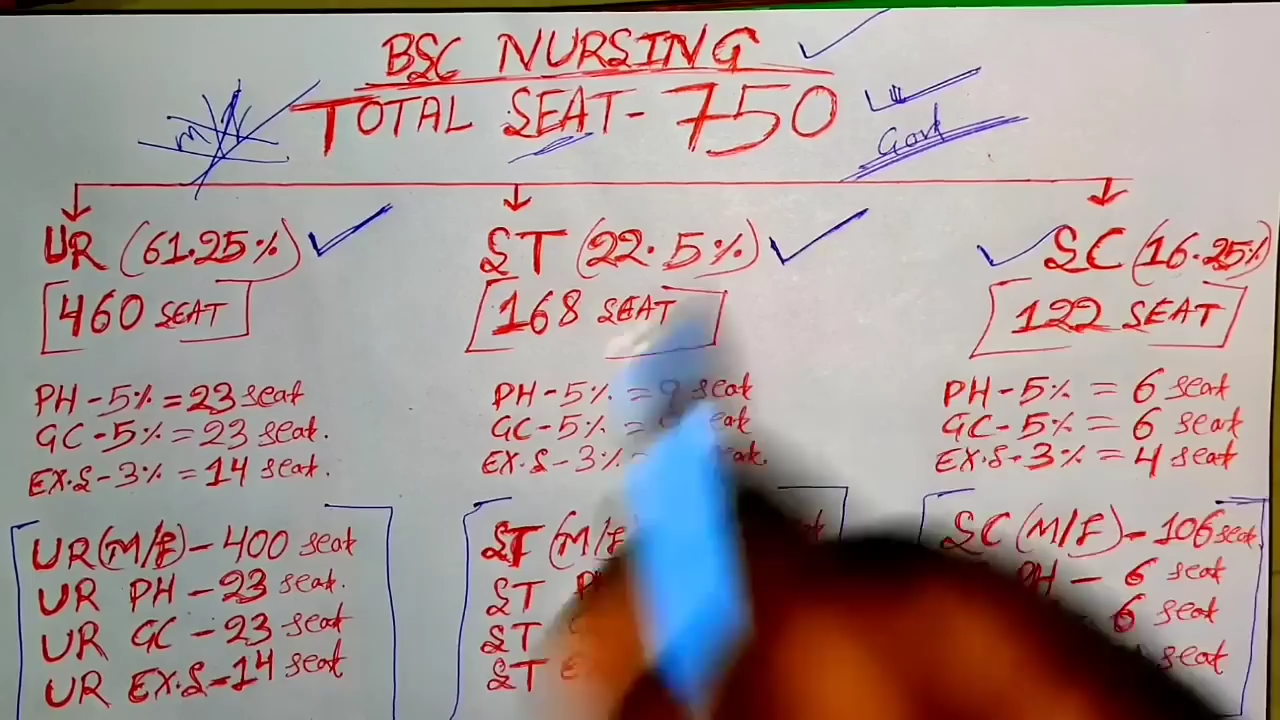 BSC NURSING
TOTAL SEAT - 750
Govt
UR (61.25%)
460 SEAT
PH - 5% = 23 seat
GC - 5% = 23 seat.
EX.S - 3% = 14 seat.
UR (M/F) - 400 seat
UR PH - 23 seat.
UR GC - 23 seat
UR EX.S - 14 seat
ST (22.5%)
168 SEAT
PH - 5% = 9 seat
GC - 5% =
EX.S - 3%
ST (M/F
ST
ST
ST
SC (16.25%)
122 SEAT
PH - 5% = 6 seat
GC - 5% = 6 seat
EX.S - 3% = 4 seat
SC (M/F) - 106 seat.
PH - 6 seat
6 seat
seat